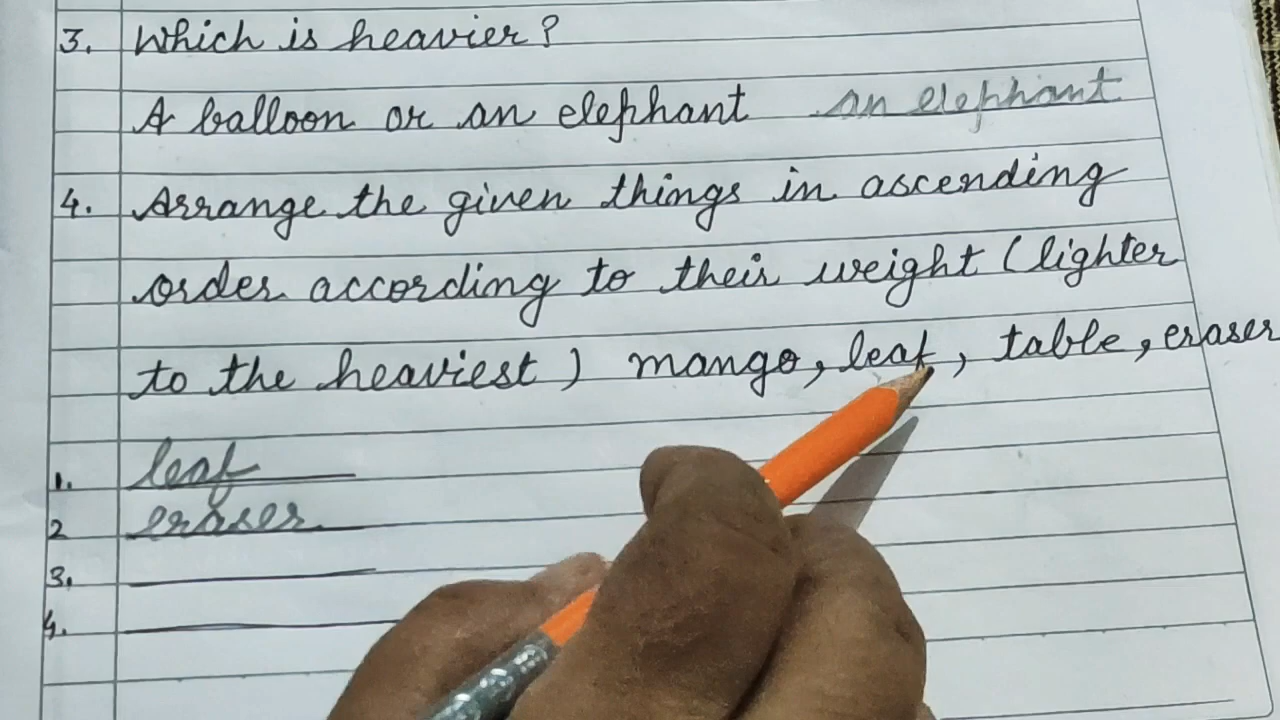 3. Which is heavier?
A balloon or an elephant an elephant
4. Arrange the given things in ascending
order according to their weight (lighter
to the heaviest) mango, leaf, table, eraser
1. leaf
2 eraser
3.
4.